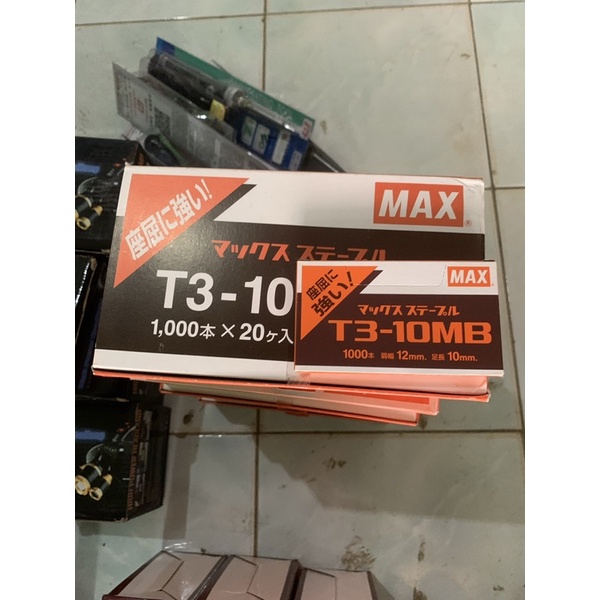 座屈に強い!
MAX
マックス ステープル
T3-10
1,000本×20ヶ入
座屈に強い!
MAX
マックス ステープル
T3-10MB
1000本 肩幅 12mm. 足長 10mm.